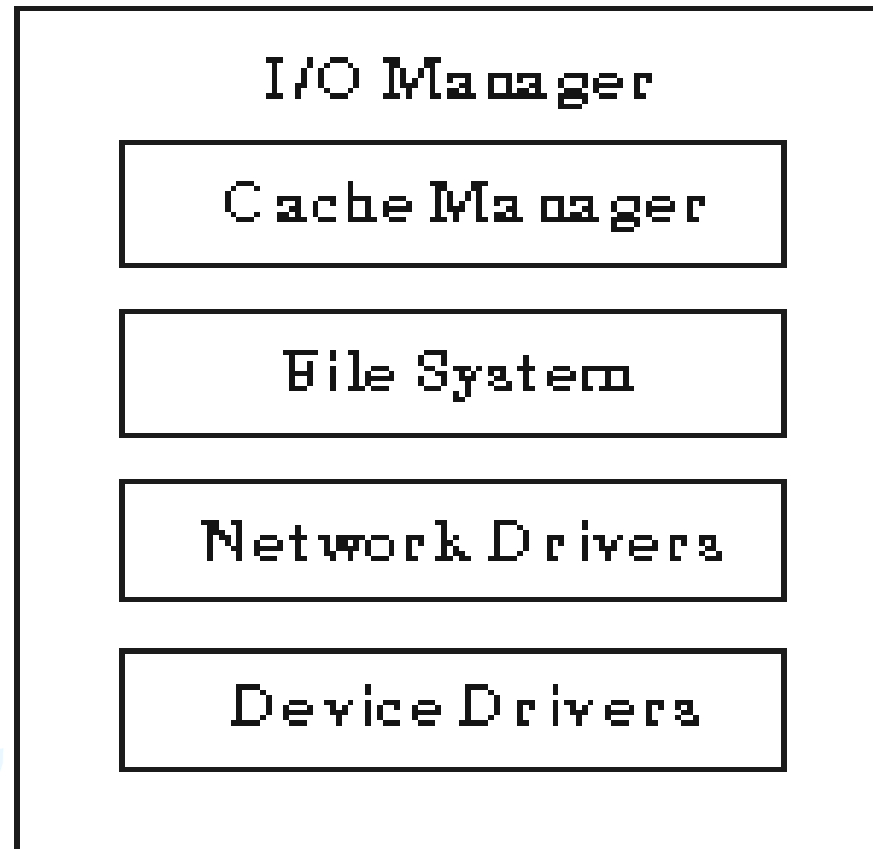 I/O Manager
Cache Manager
File System
Network Drivers
Device Drivers